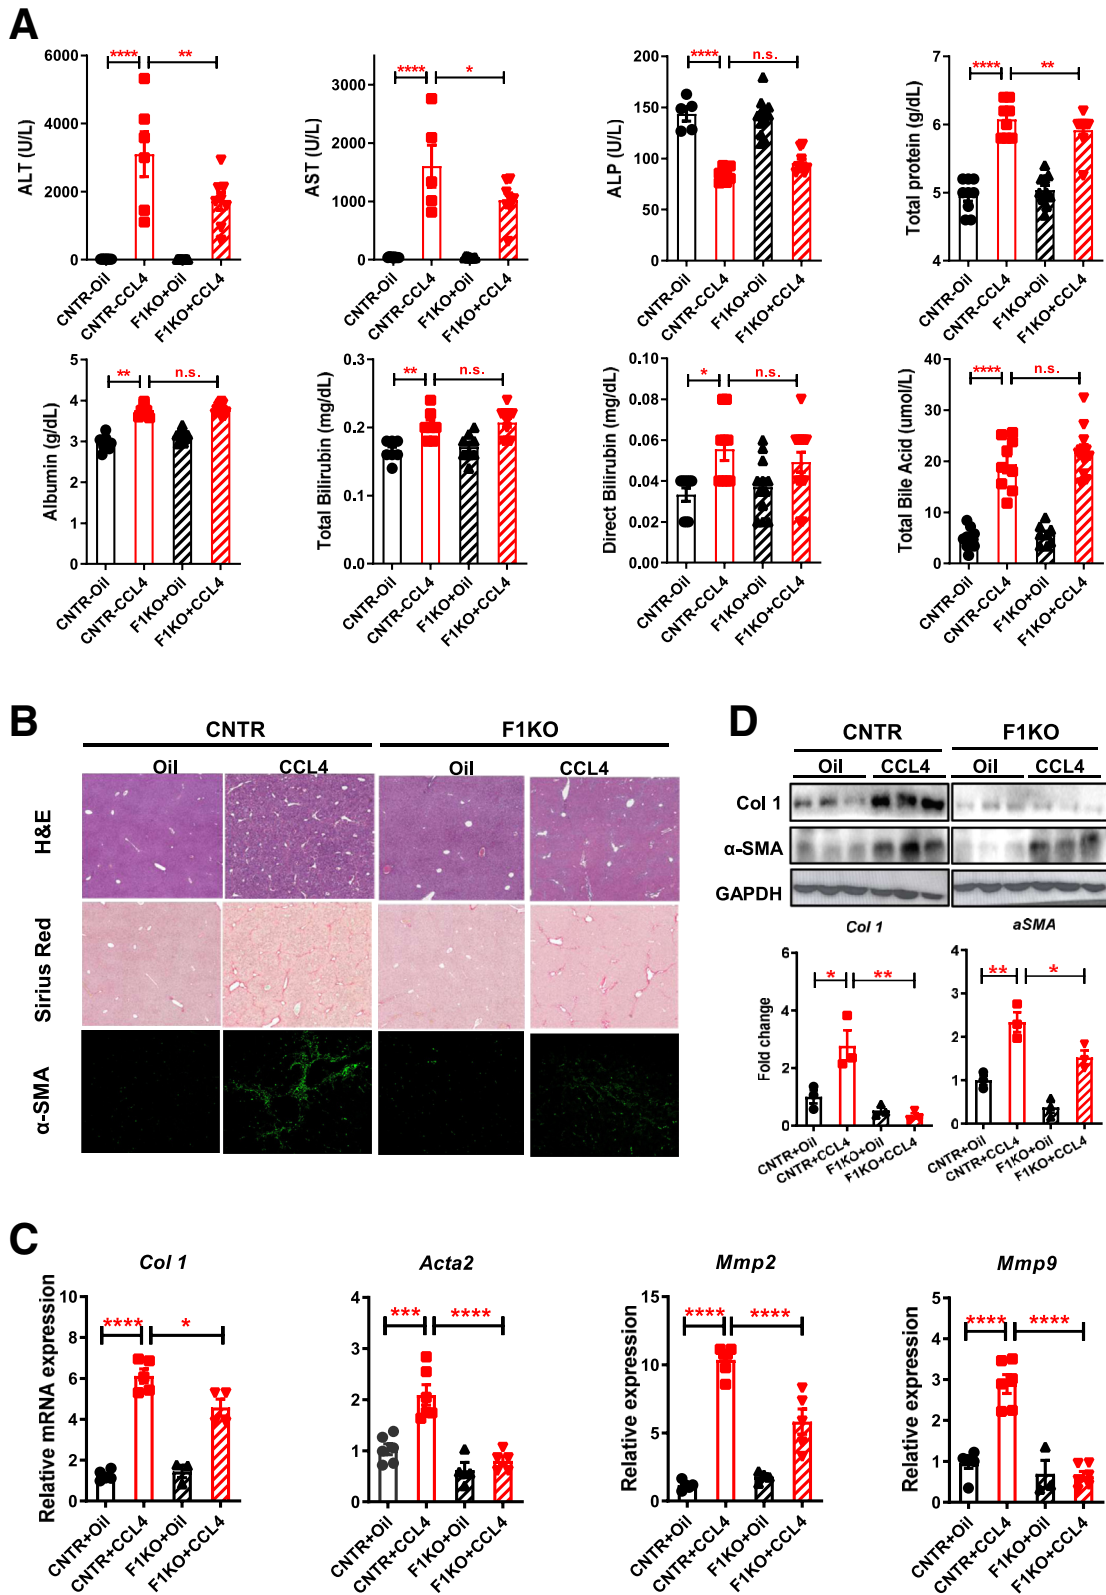 A
ALT (U/L)
6000
4000
2000
0
**** **
CNTR-Oil
CNTR-CCL4
F1KO+Oil
F1KO+CCL4
AST (U/L)
3000
2000
1000
0
**** *
CNTR-Oil
CNTR-CCL4
F1KO+Oil
F1KO+CCL4
ALP (U/L)
200
150
100
50
0
**** n.s.
CNTR-Oil
CNTR-CCL4
F1KO+Oil
F1KO+CCL4
Total protein (g/dL)
7
6
5
4
**** **
CNTR-Oil
CNTR-CCL4
F1KO+Oil
F1KO+CCL4
Albumin (g/dL)
5
4
3
2
1
0
** n.s.
CNTR-Oil
CNTR-CCL4
F1KO+Oil
F1KO+CCL4
Total Bilirubin (mg/dL)
0.3
0.2
0.1
0.0
** n.s.
CNTR-Oil
CNTR-CCL4
F1KO+Oil
F1KO+CCL4
Direct Bilirubin (mg/dL)
0.10
0.08
0.06
0.04
0.02
0.00
* n.s.
CNTR-Oil
CNTR-CCL4
F1KO+Oil
F1KO+CCL4
Total Bile Acid (umol/L)
40
30
20
10
0
**** n.s.
CNTR-Oil
CNTR-CCL4
F1KO+Oil
F1KO+CCL4
B
CNTR F1KO
Oil CCL4 Oil CCL4
H&E
Sirius Red
α-SMA
D
CNTR F1KO
Oil CCL4 Oil CCL4
Col 1
α-SMA
GAPDH
Col 1
Fold change
6
4
2
0
* **
CNTR+Oil
CNTR+CCL4
F1KO+Oil
F1KO+CCL4
aSMA
4
3
2
1
0
** *
CNTR+Oil
CNTR+CCL4
F1KO+Oil
F1KO+CCL4
C
Col 1
Relative mRNA expression
10
8
6
4
2
0
**** *
CNTR+Oil
CNTR+CCL4
F1KO+Oil
F1KO+CCL4
Acta2
4
3
2
1
0
*** ****
CNTR+Oil
CNTR+CCL4
F1KO+Oil
F1KO+CCL4
Mmp2
Relative expression
15
10
5
0
**** ****
CNTR+Oil
CNTR+CCL4
F1KO+Oil
F1KO+CCL4
Mmp9
Relative expression
5
4
3
2
1
0
**** ****
CNTR+Oil
CNTR+CCL4
F1KO+Oil
F1KO+CCL4